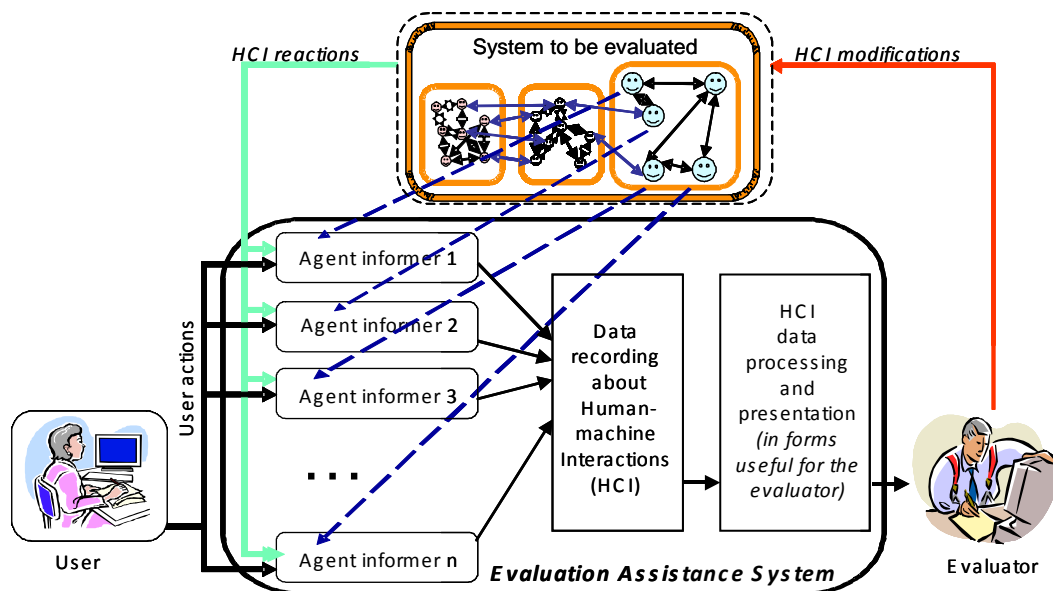 HCI reactions
System to be evaluated
HCI modifications
User actions
Agent informer 1
Agent informer 2
Agent informer 3
...
Agent informer n
Data
recording
about
Human-
machine
Interactions
(HCI)
HCI
data
processing
and
presentation
(in forms
useful for the
evaluator)
User
Evaluation Assistance System
Evaluator